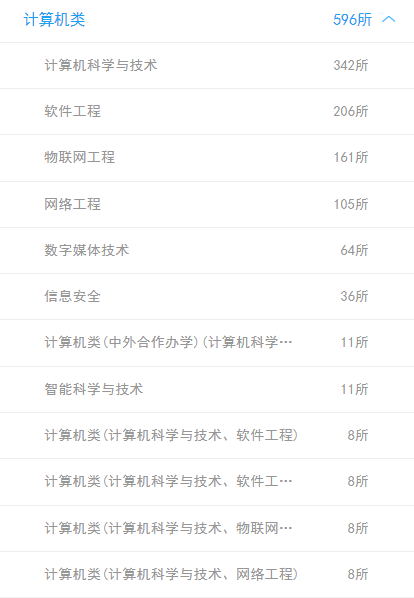 计算机类 596所
计算机科学与技术 342所
软件工程 206所
物联网工程 161所
网络工程 105所
数字媒体技术 64所
信息安全 36所
计算机类(中外合作办学)(计算机科学… 11所
智能科学与技术 11所
计算机类(计算机科学与技术、软件工程) 8所
计算机类(计算机科学与技术、软件工… 8所
计算机类(计算机科学与技术、物联网… 8所
计算机类(计算机科学与技术、网络工程) 8所